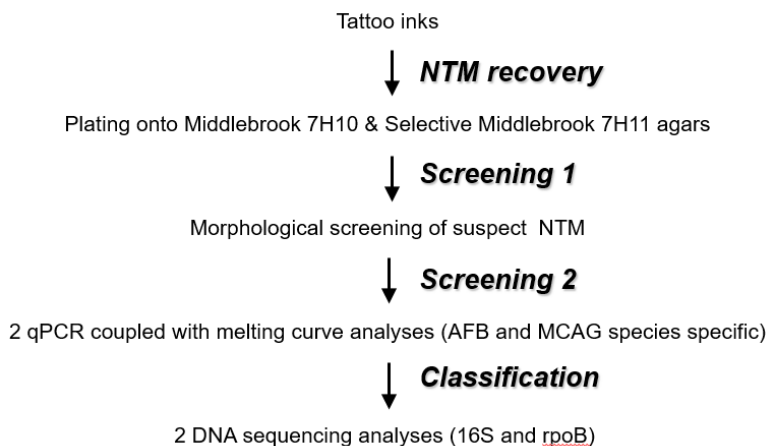 Tattoo inks
NTM recovery
Plating onto Middlebrook 7H10 & Selective Middlebrook 7H11 agars
Screening 1
Morphological screening of suspect NTM
Screening 2
2 qPCR coupled with melting curve analyses (AFB and MCAG species specific)
Classification
2 DNA sequencing analyses (16S and rpoB)